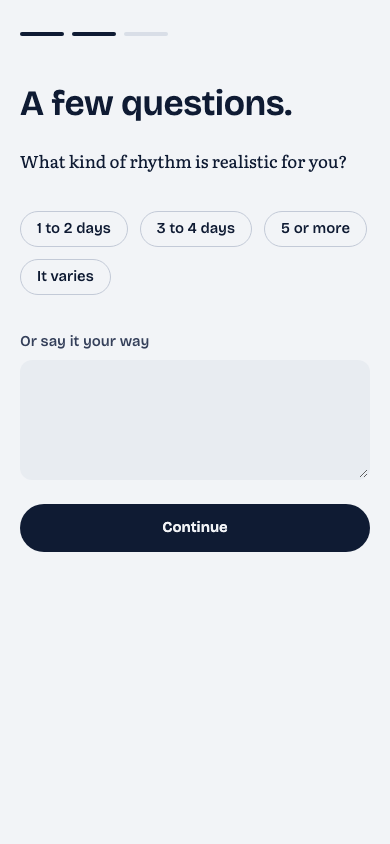 A few questions.
What kind of rhythm is realistic for you?
1 to 2 days
3 to 4 days
5 or more
It varies
Or say it your way
Continue